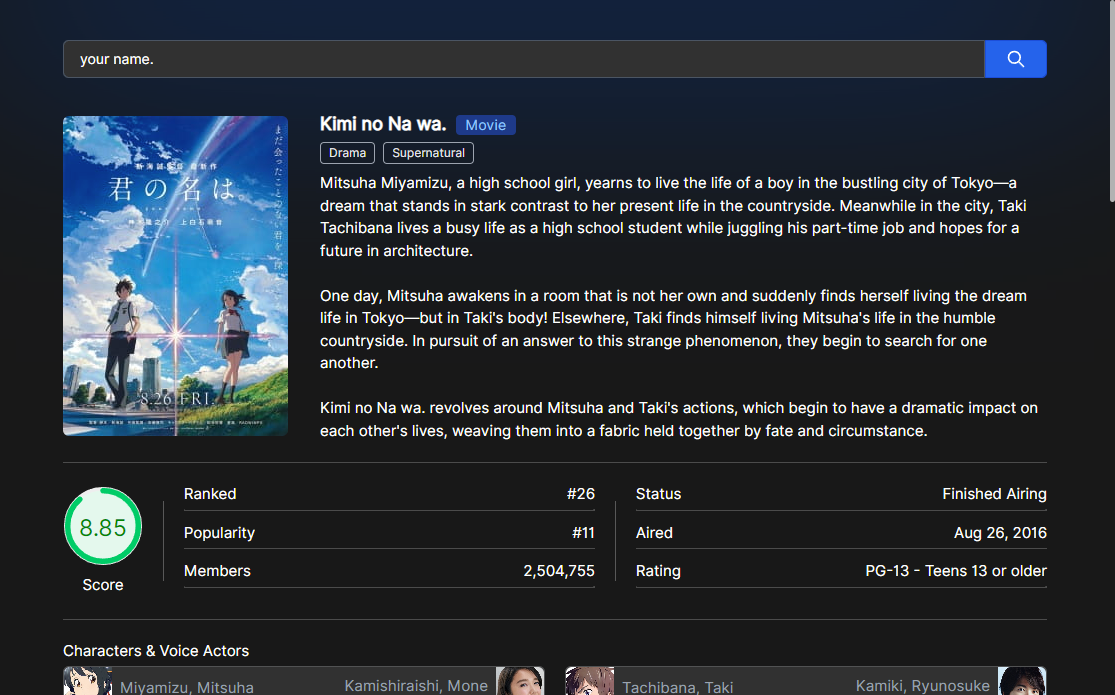 your name.
Kimi no Na wa. Movie
Drama Supernatural
Mitsuha Miyamizu, a high school girl, yearns to live the life of a boy in the bustling city of Tokyo—a
dream that stands in stark contrast to her present life in the countryside. Meanwhile in the city, Taki
Tachibana lives a busy life as a high school student while juggling his part-time job and hopes for a
future in architecture.
One day, Mitsuha awakens in a room that is not her own and suddenly finds herself living the dream
life in Tokyo—but in Taki's body! Elsewhere, Taki finds himself living Mitsuha's life in the humble
countryside. In pursuit of an answer to this strange phenomenon, they begin to search for one
another.
Kimi no Na wa. revolves around Mitsuha and Taki's actions, which begin to have a dramatic impact on
each other's lives, weaving them into a fabric held together by fate and circumstance.
まだ会ったことのない君を、探し
君の名は。
上白石萌音
8.26 FRI.
8.85
Score
Ranked #26
Popularity #11
Members 2,504,755
Status Finished Airing
Aired Aug 26, 2016
Rating PG-13 - Teens 13 or older
Characters & Voice Actors
Miyamizu, Mitsuha Kamishiraishi, Mone
Tachibana, Taki Kamiki, Ryunosuke